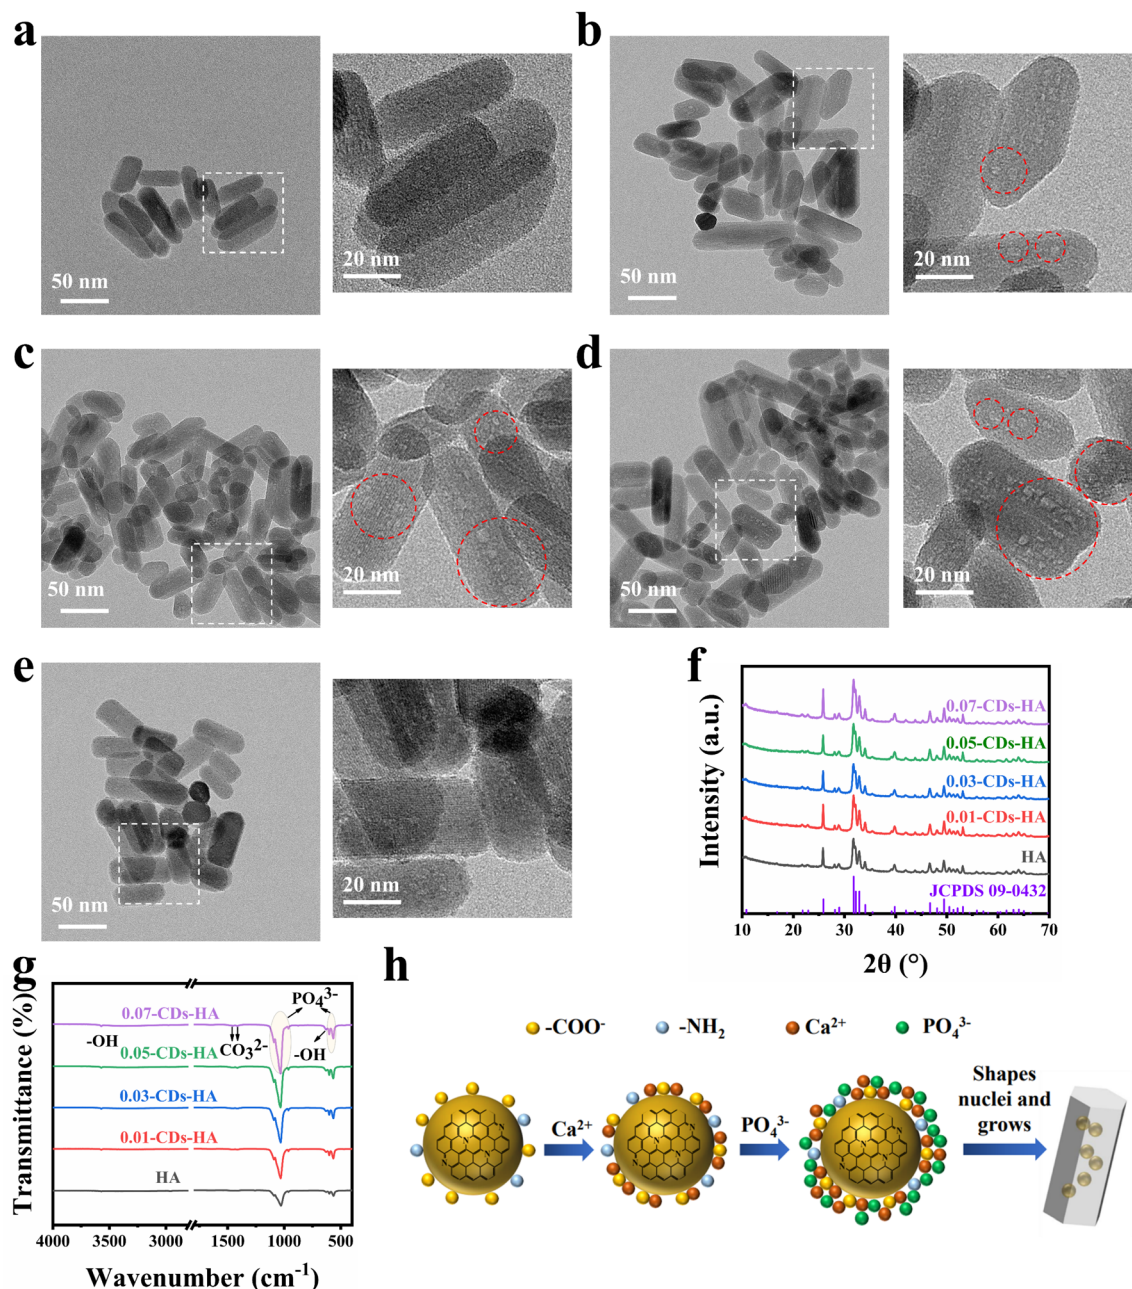 a
50 nm
20 nm
b
50 nm
20 nm
c
50 nm
20 nm
d
50 nm
20 nm
e
50 nm
20 nm
f
Intensity (a.u.)
0.07-CDs-HA
0.05-CDs-HA
0.03-CDs-HA
0.01-CDs-HA
HA
JCPDS 09-0432
10 20 30 40 50 60 70
2θ (°)
g
Transmittance (%)
0.07-CDs-HA
PO₄³⁻
-OH
CO₃²⁻
-OH
0.05-CDs-HA
0.03-CDs-HA
0.01-CDs-HA
HA
4000 3000 1000 500
Wavenumber (cm⁻¹)
h
-COO⁻ -NH₂ Ca²⁺ PO₄³⁻
Ca²⁺
PO₄³⁻
Shapes
nuclei and
grows